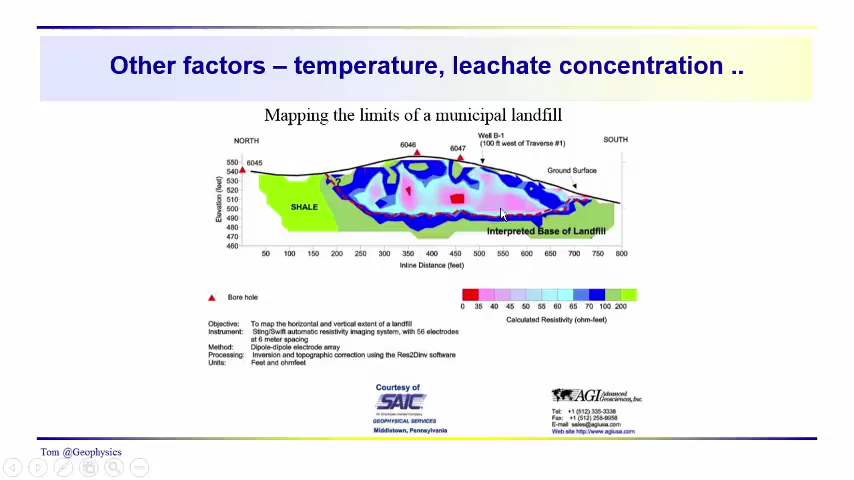 Other factors – temperature, leachate concentration ..
Mapping the limits of a municipal landfill
NORTH
6045
6046
6047
Well B-1
(100 ft west of Traverse #1)
SOUTH
Ground Surface
Elevation (feet)
550
540
530
520
510
500
490
480
470
460
?
SHALE
Interpreted Base of Landfill
50 100 150 200 250 300 350 400 450 500 550 600 650 700 750 800
Inline Distance (feet)
Bore hole
0 35 40 45 50 55 60 65 70 100 200
Calculated Resistivity (ohm-feet)
Objective: To map the horizontal and vertical extent of a landfill
Instrument: Sting/Swift automatic resistivity imaging system, with 56 electrodes
at 6 meter spacing
Method: Dipole-dipole electrode array
Processing: Inversion and topographic correction using the Res2Dinv software
Units: Feet and ohmfeet
Courtesy of
SAIC
GEOPHYSICAL SERVICES
Middletown, Pennsylvania
AGI Advanced
Geosciences, Inc.
Tel: +1 (512) 335-3338
Fax: +1 (512) 258-9958
E-mail sales@agiusa.com
Web site http://www.agiusa.com
Tom @Geophysics